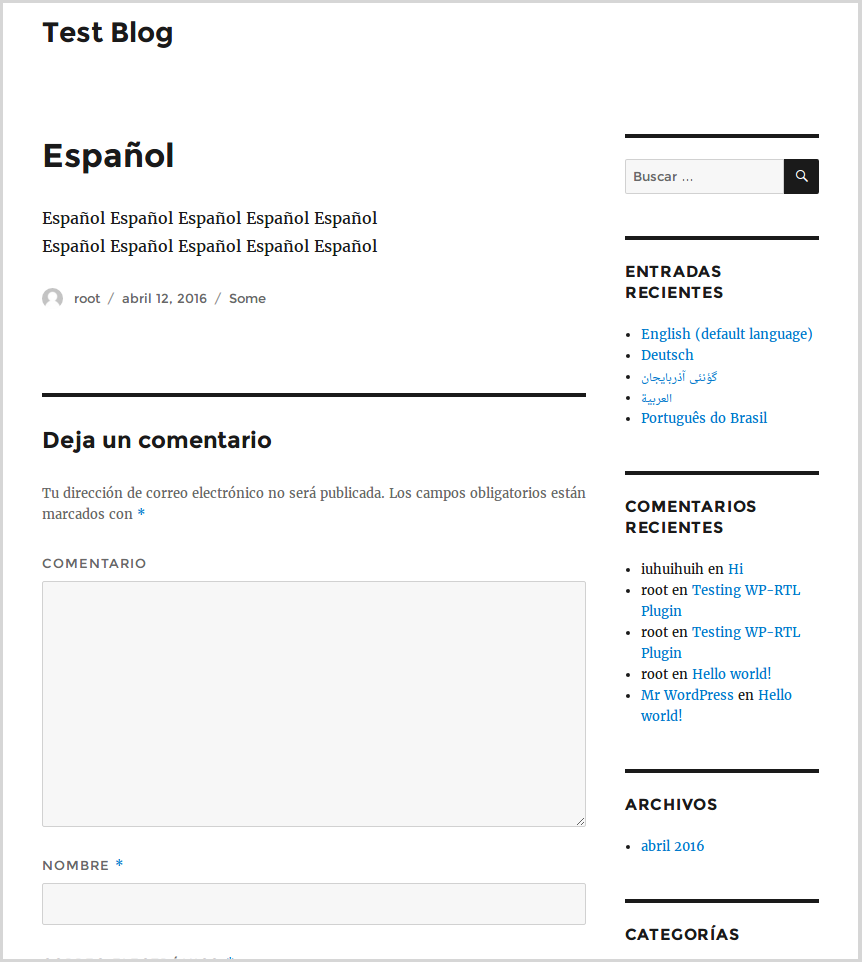 Test Blog
Español
Español Español Español Español Español
Español Español Español Español Español
root / abril 12, 2016 / Some
Deja un comentario
Tu dirección de correo electrónico no será publicada. Los campos obligatorios están
marcados con *
COMENTARIO
NOMBRE *
Buscar …
ENTRADAS
RECIENTES
English (default language)
Deutsch
گؤنئی آذربایجان
العربية
Português do Brasil
COMENTARIOS
RECIENTES
iuhuihuih en Hi
root en Testing WP-RTL
Plugin
root en Testing WP-RTL
Plugin
root en Hello world!
Mr WordPress en Hello
world!
ARCHIVOS
abril 2016
CATEGORÍAS